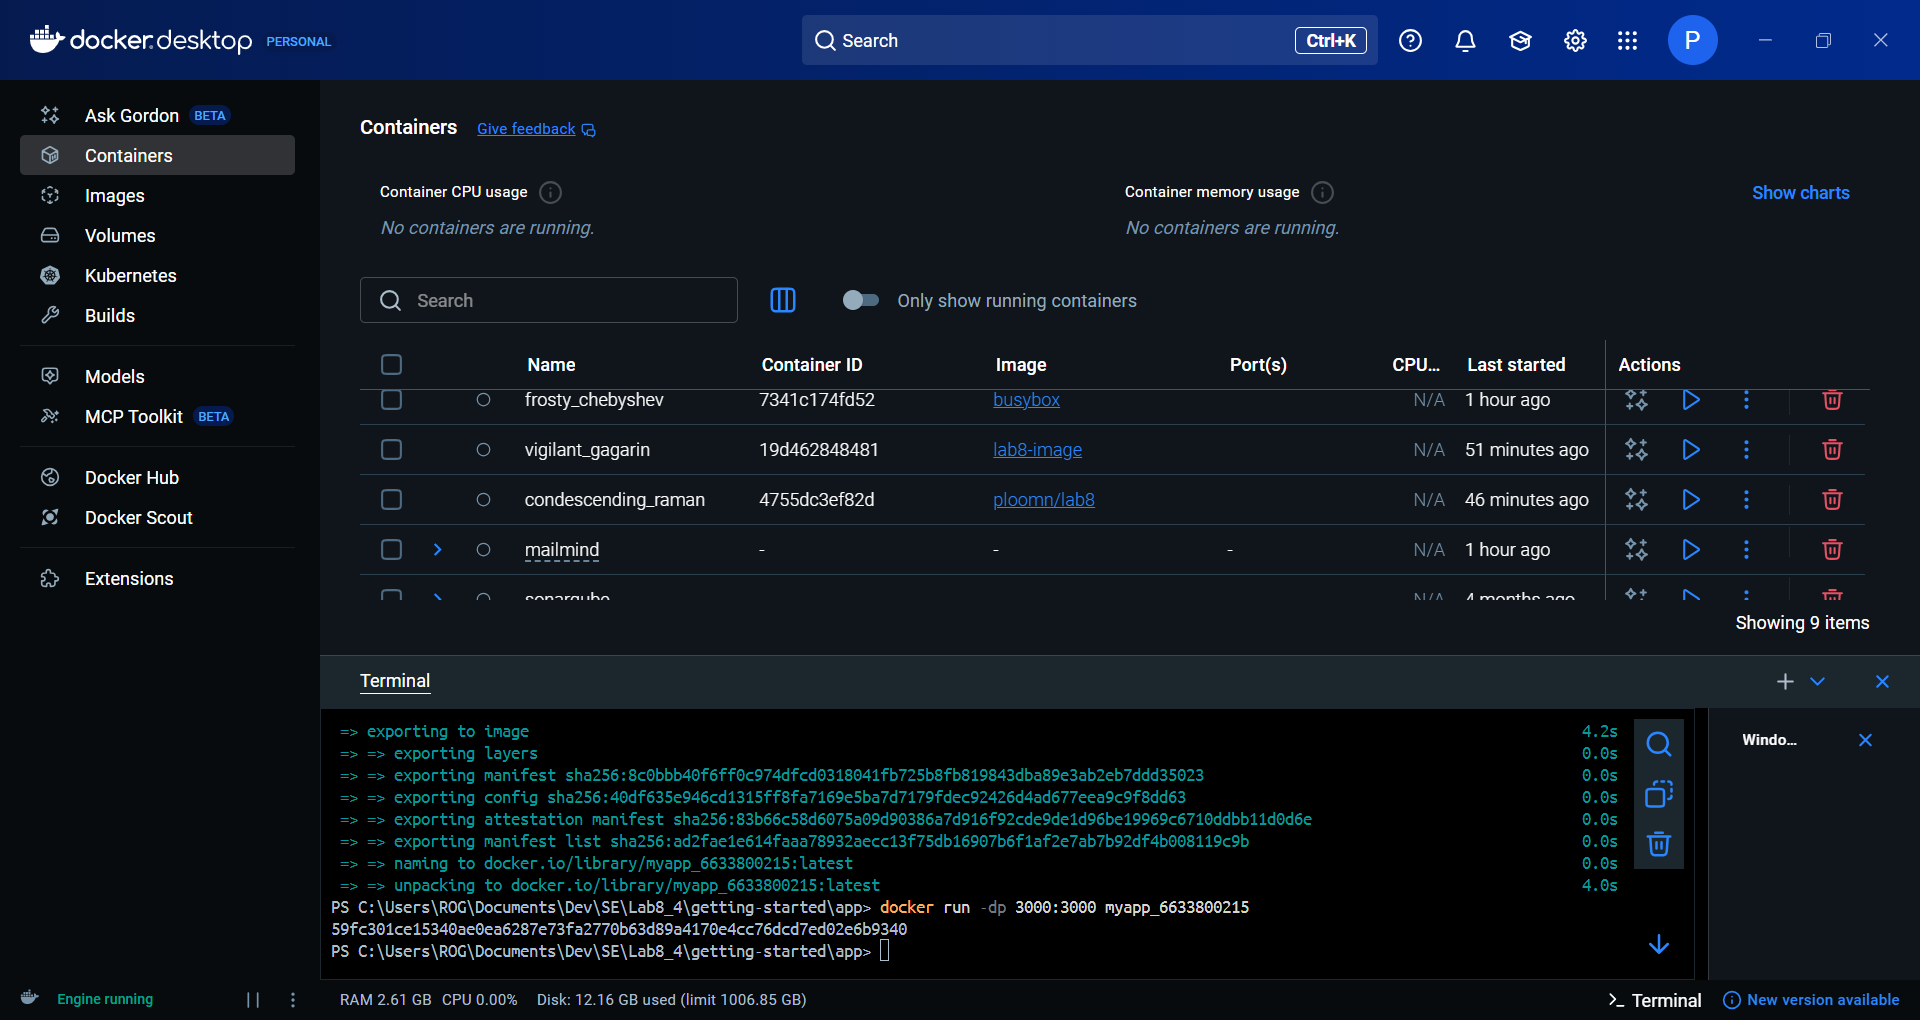 docker.desktop PERSONAL
Search
Ctrl+K
P
Ask Gordon BETA
Containers
Images
Volumes
Kubernetes
Builds
Models
MCP Toolkit BETA
Docker Hub
Docker Scout
Extensions
Containers Give feedback
Container CPU usage
No containers are running.
Container memory usage
No containers are running.
Show charts
Search
Only show running containers
Name Container ID Image Port(s) CPU... Last started Actions
frosty_chebyshev 7341c174fd52 busybox N/A 1 hour ago
vigilant_gagarin 19d462848481 lab8-image N/A 51 minutes ago
condescending_raman 4755dc3ef82d ploomn/lab8 N/A 46 minutes ago
mailmind - - - N/A 1 hour ago
sonarqube N/A 4 months ago
Showing 9 items
Terminal
=> exporting to image 4.2s
=> => exporting layers 0.0s
=> => exporting manifest sha256:8c0bbb40f6ff0c974dfcd0318041fb725b8fb819843dba89e3ab2eb7ddd35023 0.0s
=> => exporting config sha256:40df635e946cd1315ff8fa7169e5ba7d7179fdec92426d4ad677eea9c9f8dd63 0.0s
=> => exporting attestation manifest sha256:83b66c58d6075a09d90386a7d916f92cde9de1d96be19969c6710ddbb11d0d6e 0.0s
=> => exporting manifest list sha256:ad2fae1e614faaa78932aecc13f75db16907b6f1af2e7ab7b92df4b008119c9b 0.0s
=> => naming to docker.io/library/myapp_6633800215:latest 0.0s
=> => unpacking to docker.io/library/myapp_6633800215:latest 4.0s
PS C:\Users\ROG\Documents\Dev\SE\Lab8_4\getting-started\app> docker run -dp 3000:3000 myapp_6633800215
59fc301ce15340ae0ea6287e73fa2770b63d89a4170e4cc76dcd7ed02e6b9340
PS C:\Users\ROG\Documents\Dev\SE\Lab8_4\getting-started\app>
Windo...
Engine running
RAM 2.61 GB CPU 0.00% Disk: 12.16 GB used (limit 1006.85 GB)
Terminal
New version available